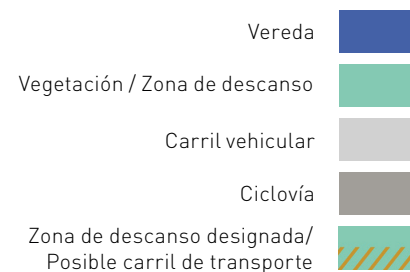 Vereda
Vegetación / Zona de descanso
Carril vehicular
Ciclovía
Zona de descanso designada/
Posible carril de transporte